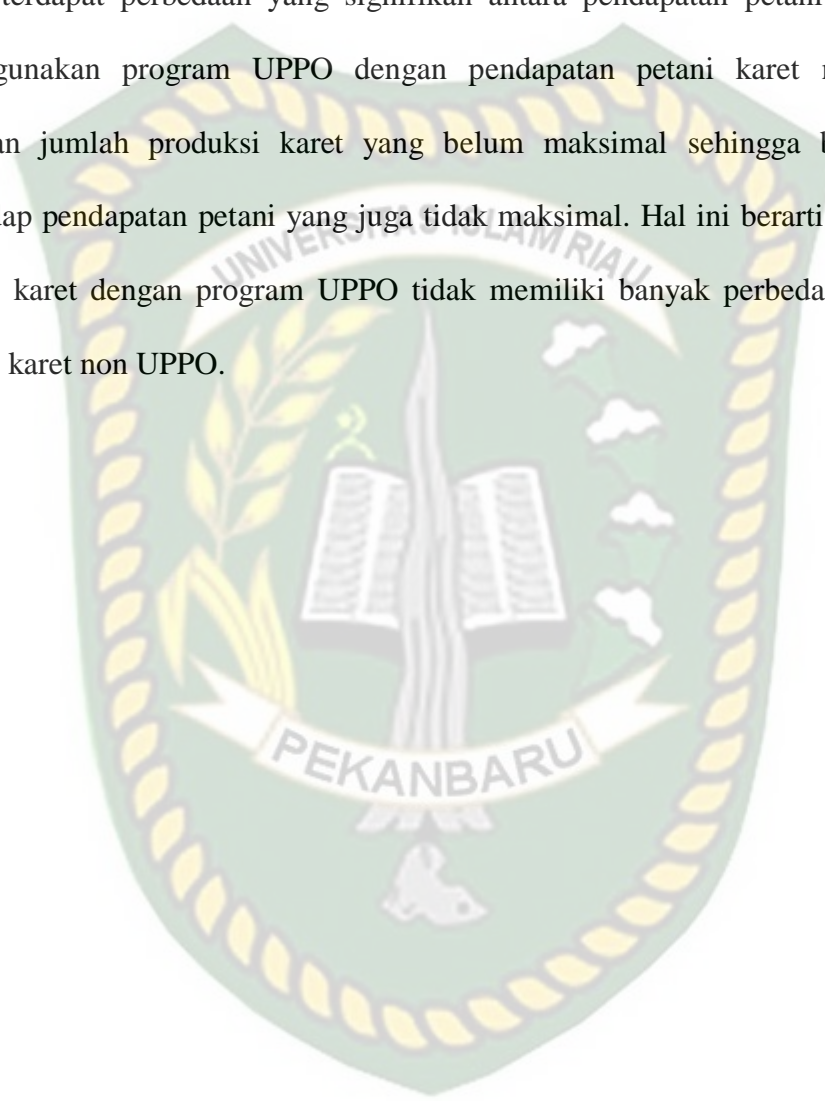 terdapat perbedaan yang signifikan antara pendapatan petani
gunakan program UPPO dengan pendapatan petani karet
an jumlah produksi karet yang belum maksimal sehingga
ap pendapatan petani yang juga tidak maksimal. Hal ini berarti
karet dengan program UPPO tidak memiliki banyak perbeda
karet non UPPO.
UNIVERSITAS ISLAM RIAU
PEKANBARU